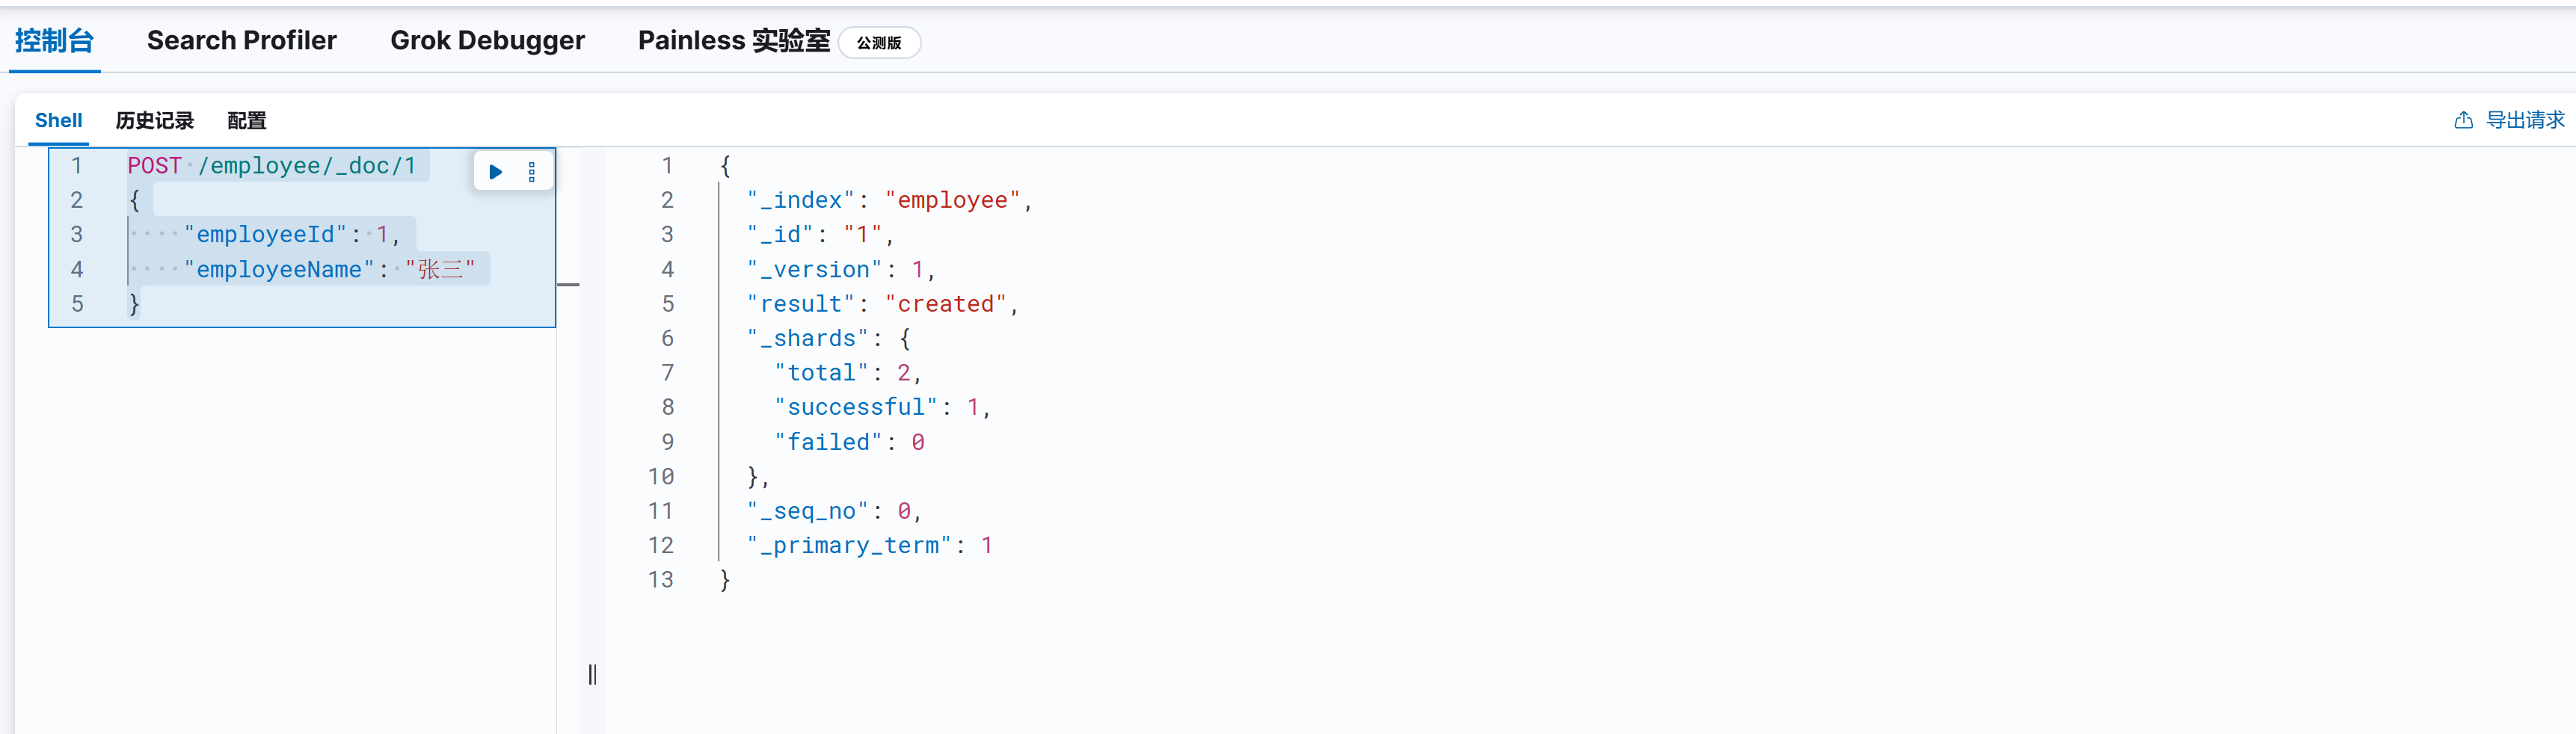 控制台 Search Profiler Grok Debugger Painless 实验室 公测版
Shell 历史记录 配置 导出请求
1 POST /employee/_doc/1
2 {
3 "employeeId": 1,
4 "employeeName": "张三"
5 }
1 {
2 "_index": "employee",
3 "_id": "1",
4 "_version": 1,
5 "result": "created",
6 "_shards": {
7 "total": 2,
8 "successful": 1,
9 "failed": 0
10 },
11 "_seq_no": 0,
12 "_primary_term": 1
13 }